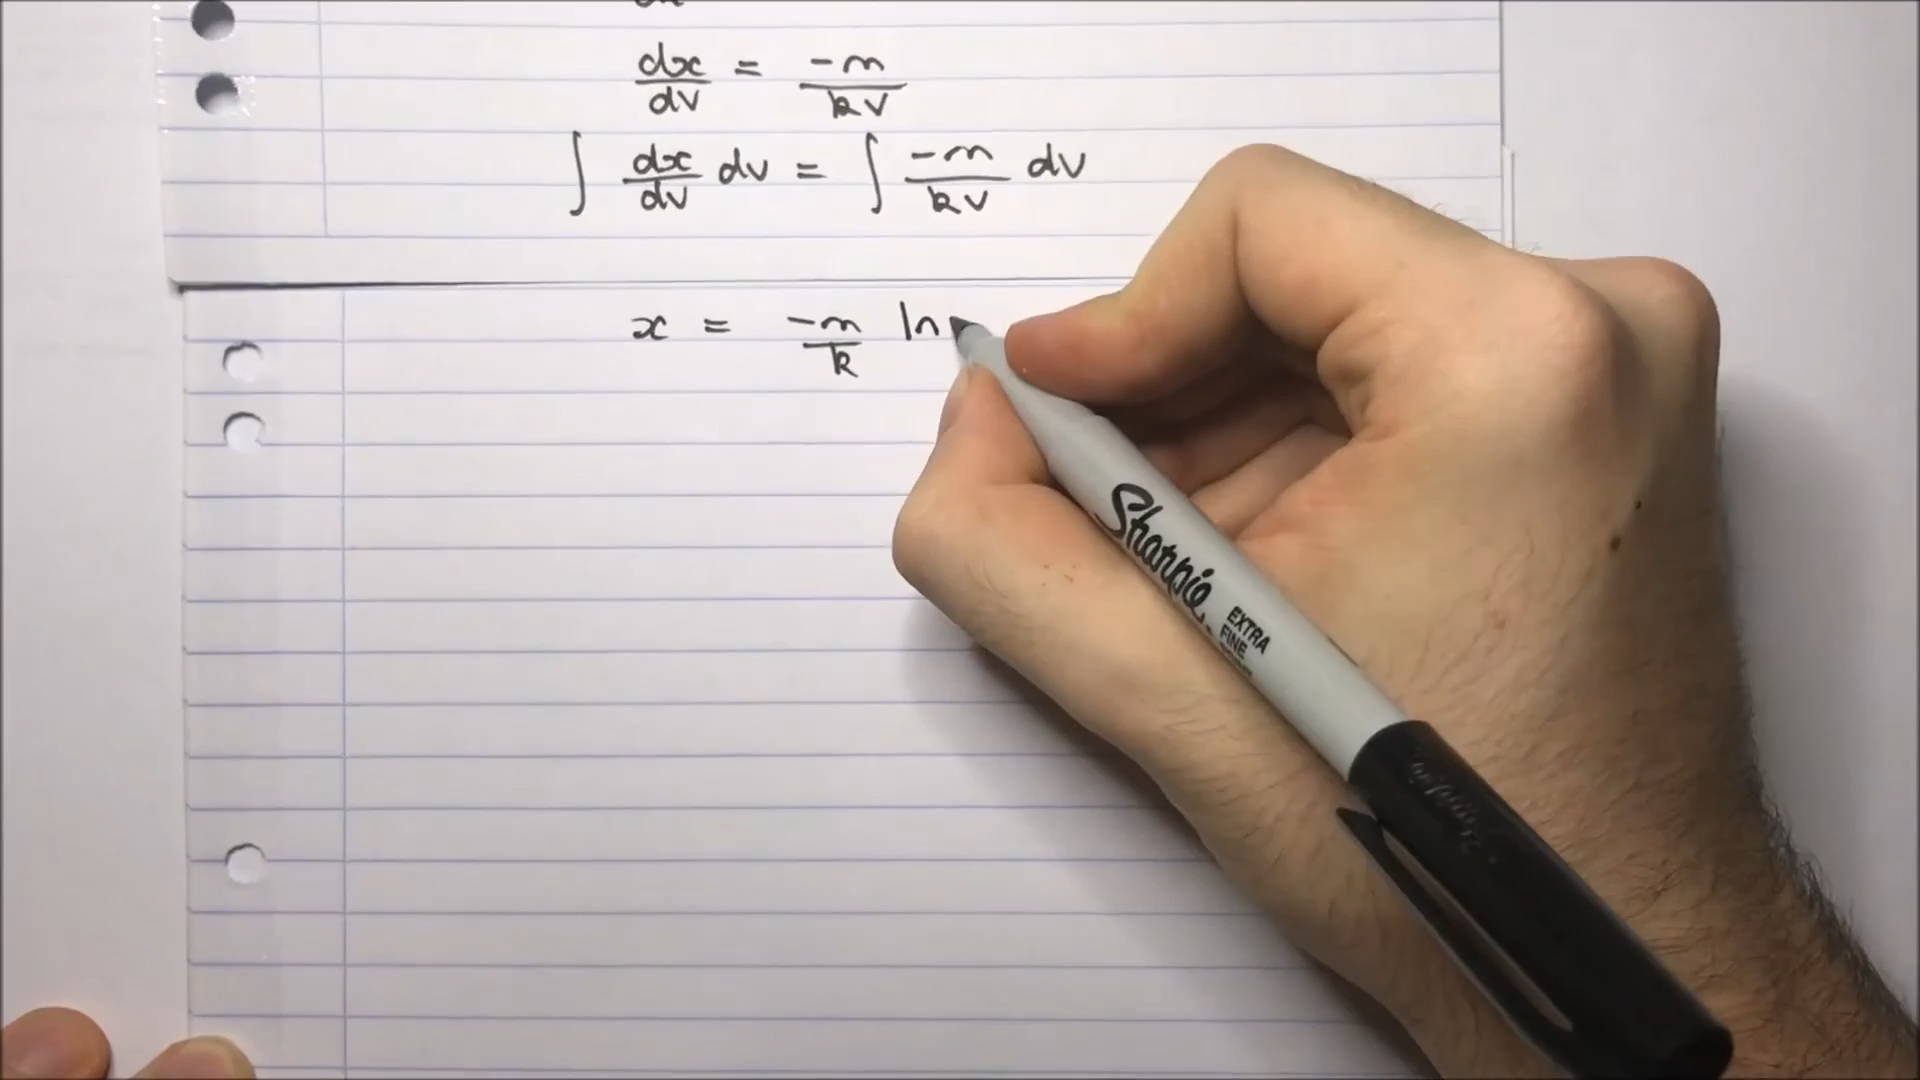 dx/dv = -m/kv
∫ dx/dv dv = ∫ -m/kv dv
x = -m/k ln
Sharpie
EXTRA
FINE